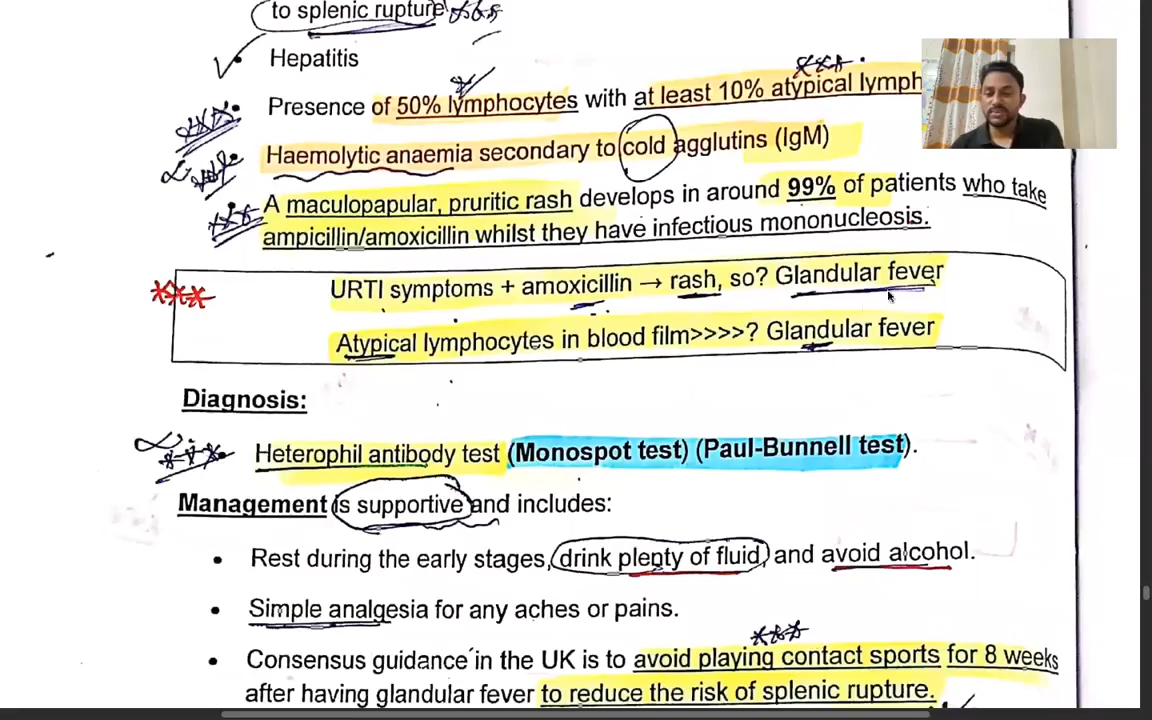 to splenic rupture
Hepatitis
Presence of 50% lymphocytes with at least 10% atypical lymph
Haemolytic anaemia secondary to cold agglutins (IgM)
A maculopapular, pruritic rash develops in around 99% of patients who take
ampicillin/amoxicillin whilst they have infectious mononucleosis.
URTI symptoms + amoxicillin → rash, so? Glandular fever
Atypical lymphocytes in blood film>>>>? Glandular fever
Diagnosis:
Heterophil antibody test (Monospot test) (Paul-Bunnell test).
Management is supportive and includes:
Rest during the early stages, drink plenty of fluid and avoid alcohol.
Simple analgesia for any aches or pains.
Consensus guidance in the UK is to avoid playing contact sports for 8 weeks
after having glandular fever to reduce the risk of splenic rupture.